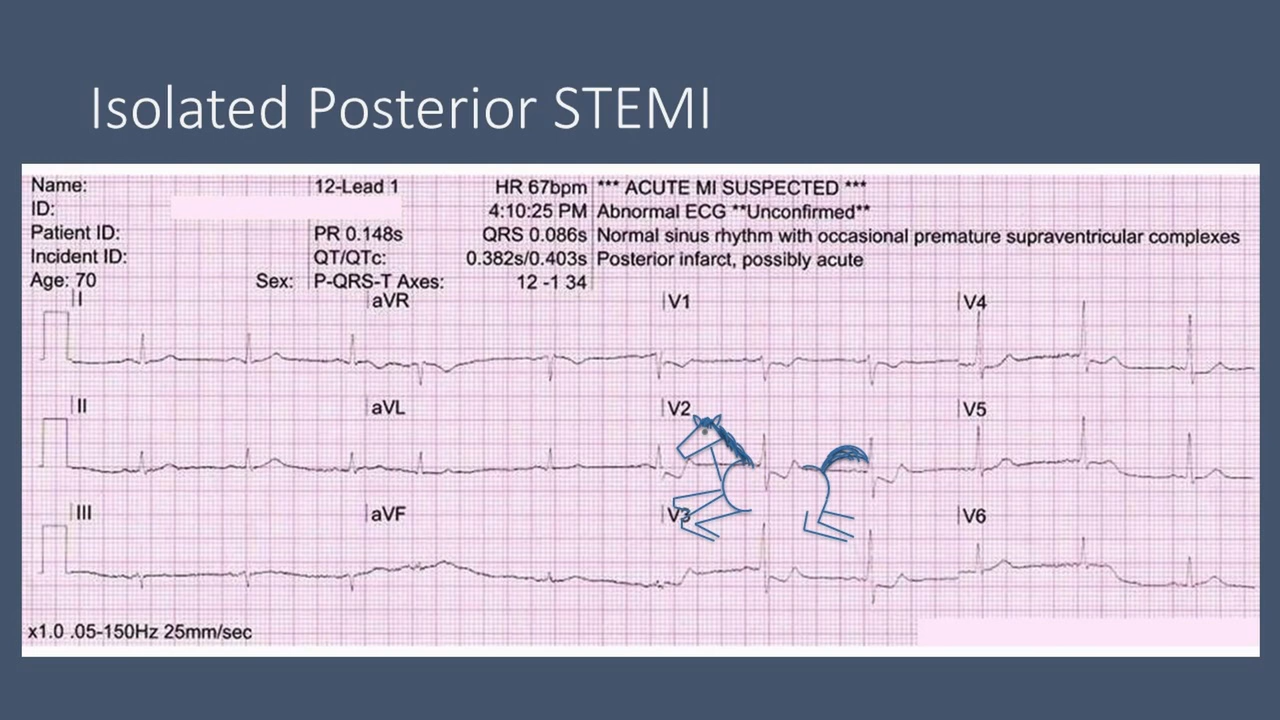 Isolated Posterior STEMI
Name: 12-Lead 1 HR 67bpm *** ACUTE MI SUSPECTED ***
ID: 4:10:25 PM Abnormal ECG **Unconfirmed**
Patient ID: PR 0.148s QRS 0.086s Normal sinus rhythm with occasional premature supraventricular complexes
Incident ID: QT/QTc: 0.382s/0.403s Posterior infarct, possibly acute
Age: 70 Sex: P-QRS-T Axes: 12 -1 34
I aVR V1 V4
II aVL V2 V5
III aVF V3 V6
x1.0 .05-150Hz 25mm/sec